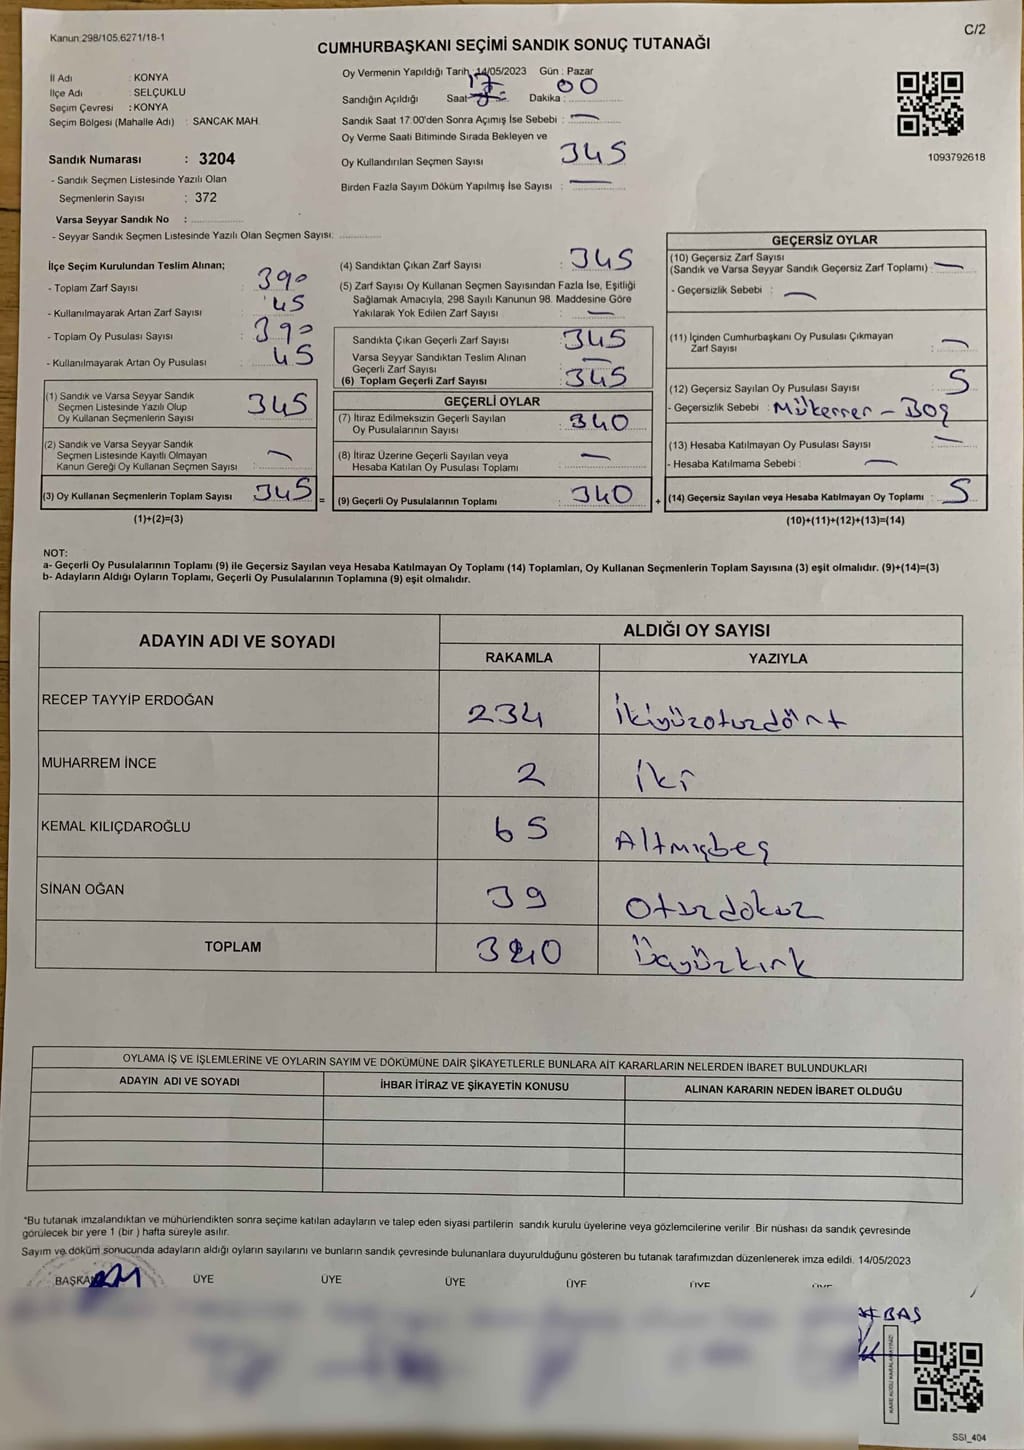 Kanun:298/105,6271/18-1
C/2
CUMHURBAŞKANI SEÇİMİ SANDIK SONUÇ TUTANAĞI
İl Adı : KONYA
İlçe Adı : SELÇUKLU
Seçim Çevresi : KONYA
Seçim Bölgesi (Mahalle Adı) : SANCAK MAH.
Sandık Numarası : 3204
- Sandık Seçmen Listesinde Yazılı Olan
Seçmenlerin Sayısı : 372
Varsa Seyyar Sandık No :
- Seyyar Sandık Seçmen Listesinde Yazılı Olan Seçmen Sayısı:
Oy Vermenin Yapıldığı Tarih : 14/05/2023 Gün : Pazar
Sandığın Açıldığı Saat 17 Dakika : 00
Sandık Saat 17:00'den Sonra Açımış İse Sebebi : —
Oy Verme Saati Bitiminde Sırada Bekleyen ve
Oy Kullandırılan Seçmen Sayısı 345
Birden Fazla Sayım Döküm Yapılmış İse Sayısı : —
1093792618
İlçe Seçim Kurulundan Teslim Alınan;
- Toplam Zarf Sayısı : 390
- Kullanılmayarak Artan Zarf Sayısı : 45
- Toplam Oy Pusulası Sayısı : 390
- Kullanılmayarak Artan Oy Pusulası : 45
(1) Sandık ve Varsa Seyyar Sandık
Seçmen Listesinde Yazılı Olup
Oy Kullanan Seçmenlerin Sayısı 345
(2) Sandık ve Varsa Seyyar Sandık
Seçmen Listesinde Kayıtlı Olmayan
Kanun Gereği Oy Kullanan Seçmen Sayısı : —
(3) Oy Kullanan Seçmenlerin Toplam Sayısı 345 =
(1)+(2)=(3)
(4) Sandıktan Çıkan Zarf Sayısı : 345
(5) Zarf Sayısı Oy Kullanan Seçmen Sayısından Fazla İse, Eşitliği
Sağlamak Amacıyla, 298 Sayılı Kanunun 98. Maddesine Göre
Yakılarak Yok Edilen Zarf Sayısı : —
Sandıkta Çıkan Geçerli Zarf Sayısı : 345
Varsa Seyyar Sandıktan Teslim Alınan
Geçerli Zarf Sayısı : —
(6) Toplam Geçerli Zarf Sayısı : 345
GEÇERLİ OYLAR
(7) İtiraz Edilmeksizin Geçerli Sayılan
Oy Pusulalarının Sayısı : 340
(8) İtiraz Üzerine Geçerli Sayılan veya
Hesaba Katılan Oy Pusulası Toplamı : —
(9) Geçerli Oy Pusulalarının Toplamı : 340 +
GEÇERSİZ OYLAR
(10) Geçersiz Zarf Sayısı
(Sandık ve Varsa Seyyar Sandık Geçersiz Zarf Toplamı) : —
- Geçersizlik Sebebi : —
(11) İçinden Cumhurbaşkanı Oy Pusulası Çıkmayan
Zarf Sayısı : —
(12) Geçersiz Sayılan Oy Pusulası Sayısı : 5
- Geçersizlik Sebebi : Mükerrer - Boş
(13) Hesaba Katılmayan Oy Pusulası Sayısı : —
- Hesaba Katılmama Sebebi : —
(14) Geçersiz Sayılan veya Hesaba Katılmayan Oy Toplamı : 5
(10)+(11)+(12)+(13)=(14)
NOT:
a- Geçerli Oy Pusulalarının Toplamı (9) ile Geçersiz Sayılan veya Hesaba Katılmayan Oy Toplamı (14) Toplamları, Oy Kullanan Seçmenlerin Toplam Sayısına (3) eşit olmalıdır. (9)+(14)=(3)
b- Adayların Aldığı Oyların Toplamı, Geçerli Oy Pusulalarının Toplamına (9) eşit olmalıdır.
ADAYIN ADI VE SOYADI
ALDIĞI OY SAYISI
RAKAMLA YAZIYLA
RECEP TAYYİP ERDOĞAN 234 İkiyüzotuzdört
MUHARREM İNCE 2 İki
KEMAL KILIÇDAROĞLU 65 Altmışbeş
SİNAN OĞAN 39 Otuzdokuz
TOPLAM 340 Üçyüzkırk
OYLAMA İŞ VE İŞLEMLERİNE VE OYLARIN SAYIM VE DÖKÜMÜNE DAİR ŞİKAYETLERLE BUNLARA AİT KARARLARIN NELERDEN İBARET BULUNDUKLARI
ADAYIN ADI VE SOYADI İHBAR İTİRAZ VE ŞİKAYETİN KONUSU ALINAN KARARIN NEDEN İBARET OLDUĞU
*Bu tutanak imzalandıktan ve mühürlendikten sonra seçime katılan adayların ve talep eden siyasi partilerin sandık kurulu üyelerine veya gözlemcilerine verilir. Bir nüshası da sandık çevresinde
görülecek bir yere 1 (bir ) hafta süreyle asılır.
Sayım ve döküm sonucunda adayların aldığı oyların sayılarını ve bunların sandık çevresinde bulunanlara duyurulduğunu gösteren bu tutanak tarafımızdan düzenlenerek imza edildi. 14/05/2023
BAŞKAN ÜYE ÜYE ÜYE ÜYE ÜYE ÜYE
BAŞ
SSI_404